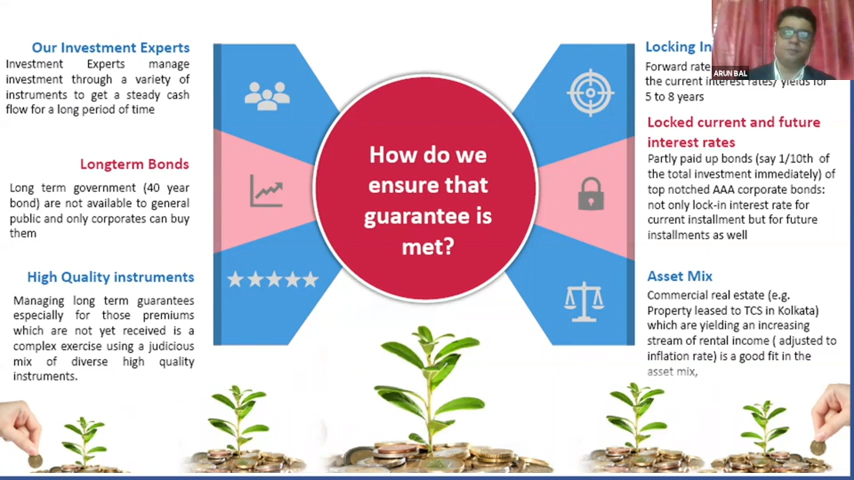 Our Investment Experts
Investment Experts manage
investment through a variety of
instruments to get a steady cash
flow for a long period of time
Longterm Bonds
Long term government (40 year
bond) are not available to general
public and only corporates can buy
them
High Quality instruments
Managing long term guarantees
especially for those premiums
which are not yet received is a
complex exercise using a judicious
mix of diverse high quality
instruments.
How do we
ensure that
guarantee is
met?
Locking In
Forward rate
the current interest rates/ yields for
5 to 8 years
Locked current and future
interest rates
Partly paid up bonds (say 1/10th of
the total investment immediately) of
top notched AAA corporate bonds:
not only lock-in interest rate for
current installment but for future
installments as well
Asset Mix
Commercial real estate (e.g.
Property leased to TCS in Kolkata)
which are yielding an increasing
stream of rental income ( adjusted to
inflation rate) is a good fit in the
asset mix,
ARUN BAL